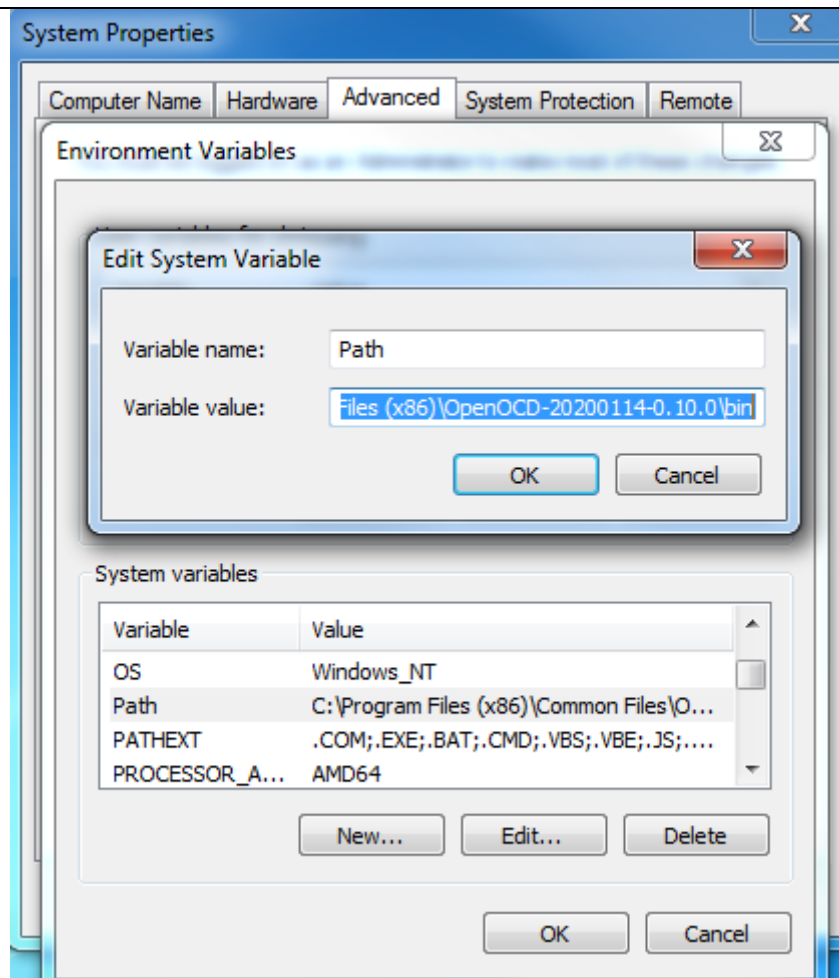 System Properties
Computer Name Hardware Advanced System Protection Remote
Environment Variables
Edit System Variable
Variable name: Path
Variable value: Files (x86)\OpenOCD-20200114-0.10.0\bin
OK Cancel
System variables
Variable Value
OS Windows_NT
Path C:\Program Files (x86)\Common Files\O...
PATHEXT .COM;.EXE;.BAT;.CMD;.VBS;.VBE;.JS;....
PROCESSOR_A... AMD64
New... Edit... Delete
OK Cancel